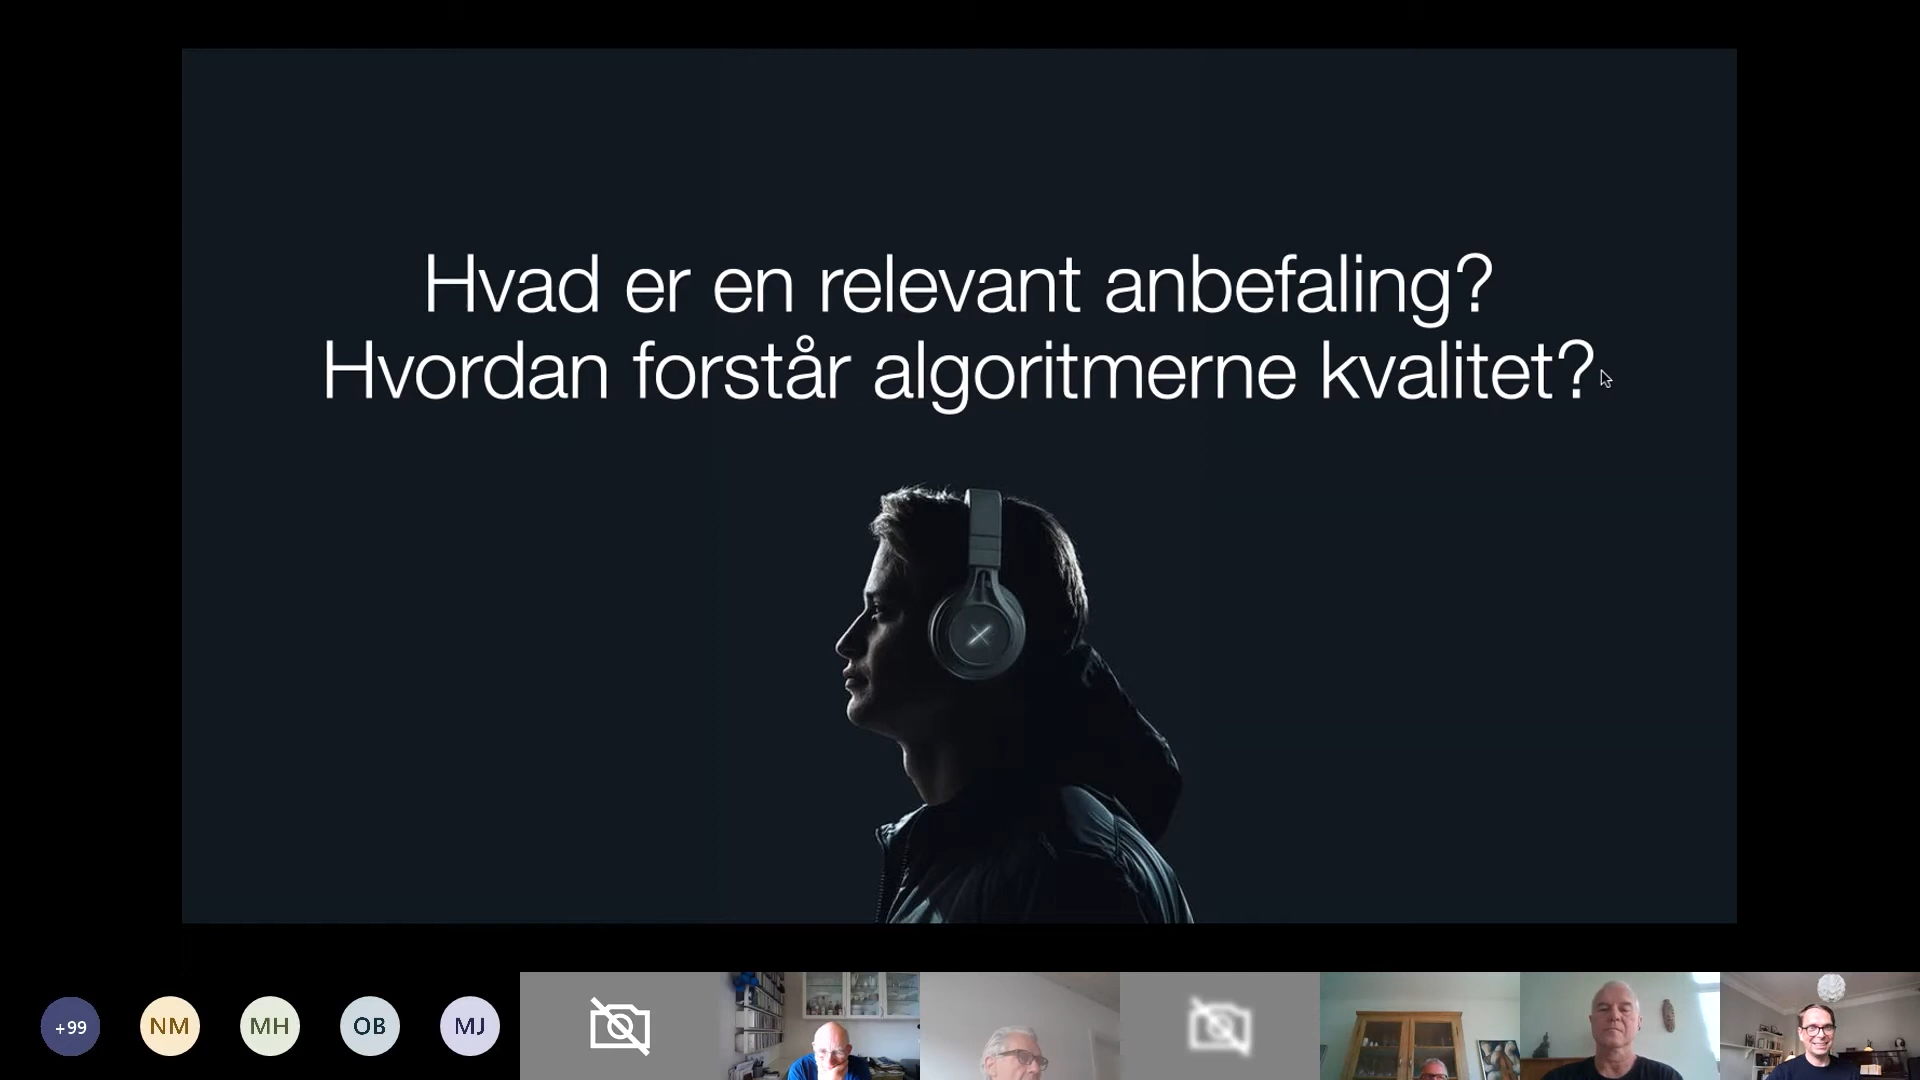 Hvad er en relevant anbefaling?
Hvordan forstår algoritmerne kvalitet?
+99
NM
MH
OB
MJ